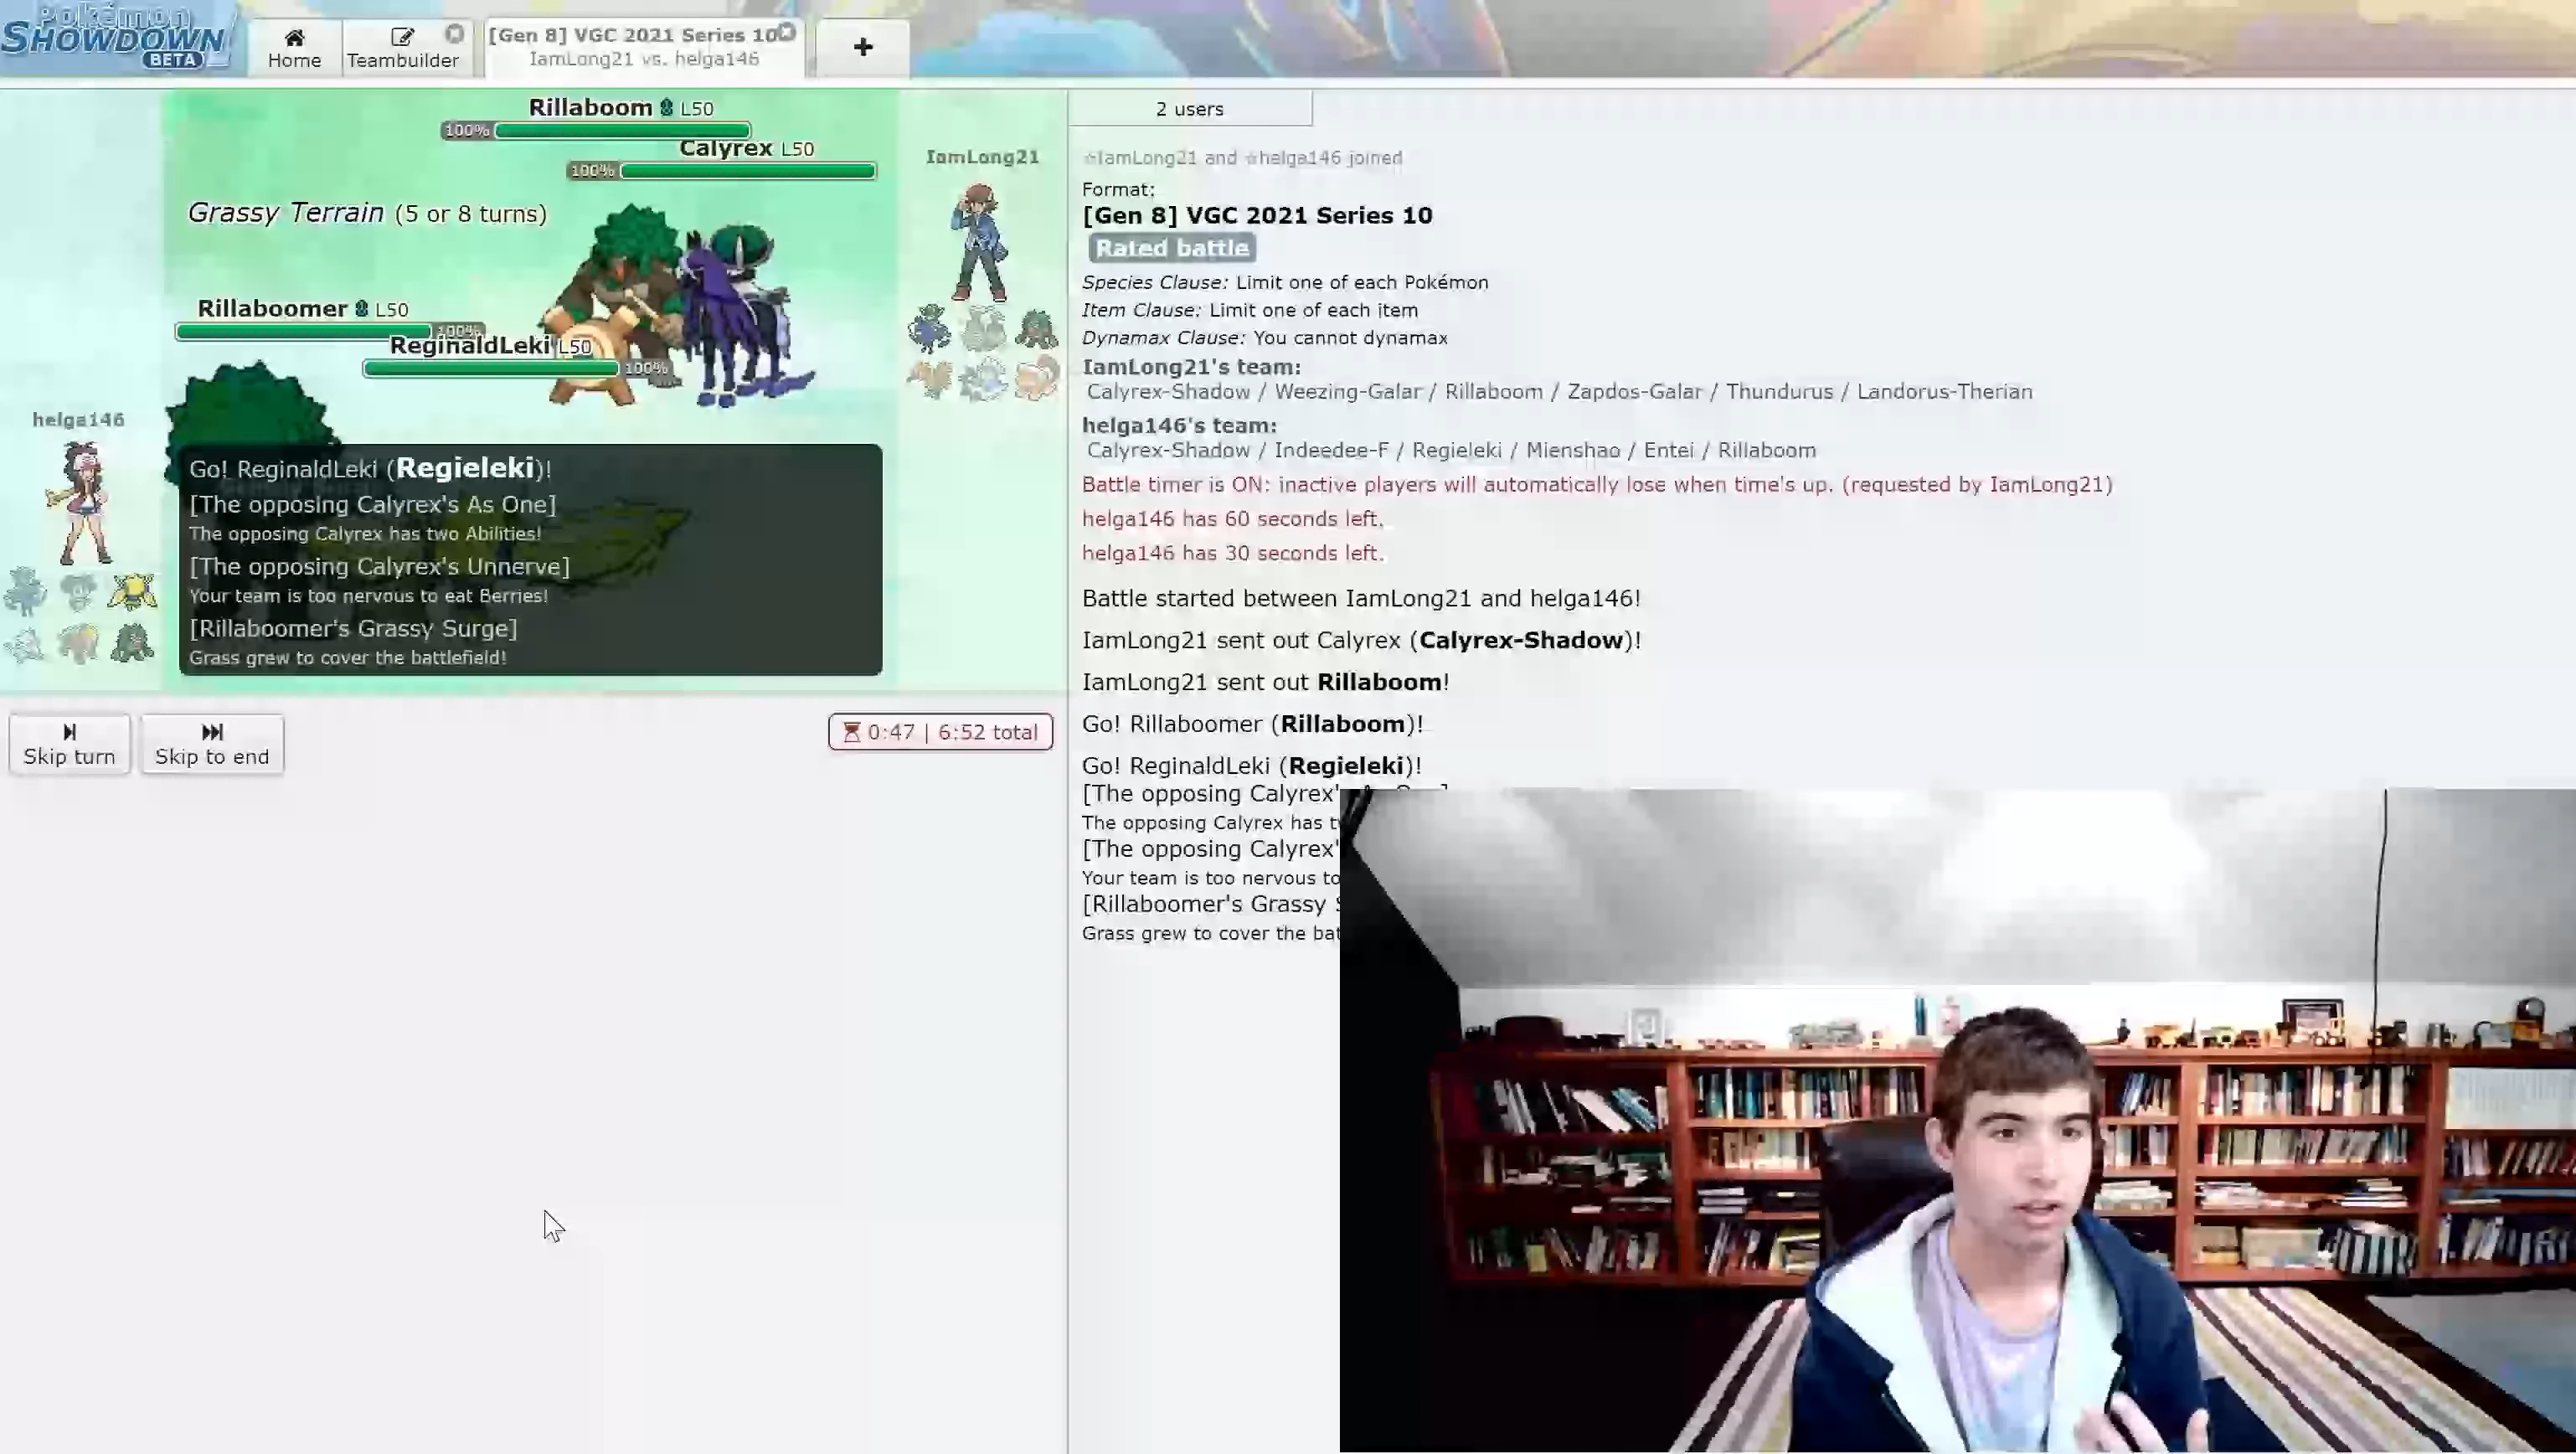 Pokémon
SHOWDOWN
BETA
Home
Teambuilder
[Gen 8] VGC 2021 Series 10
IamLong21 vs. helga146
Rillaboom L50
100%
Calyrex L50
100%
Grassy Terrain (5 or 8 turns)
Rillaboomer L50
100%
ReginaldLeki L50
100%
IamLong21
helga146
Go! ReginaldLeki (Regieleki)!
[The opposing Calyrex's As One]
The opposing Calyrex has two Abilities!
[The opposing Calyrex's Unnerve]
Your team is too nervous to eat Berries!
[Rillaboomer's Grassy Surge]
Grass grew to cover the battlefield!
Skip turn
Skip to end
0:47 | 6:52 total
2 users
☆IamLong21 and ☆helga146 joined
Format:
[Gen 8] VGC 2021 Series 10
Rated battle
Species Clause: Limit one of each Pokémon
Item Clause: Limit one of each item
Dynamax Clause: You cannot dynamax
IamLong21's team:
Calyrex-Shadow / Weezing-Galar / Rillaboom / Zapdos-Galar / Thundurus / Landorus-Therian
helga146's team:
Calyrex-Shadow / Indeedee-F / Regieleki / Mienshao / Entei / Rillaboom
Battle timer is ON: inactive players will automatically lose when time's up. (requested by IamLong21)
helga146 has 60 seconds left.
helga146 has 30 seconds left.
Battle started between IamLong21 and helga146!
IamLong21 sent out Calyrex (Calyrex-Shadow)!
IamLong21 sent out Rillaboom!
Go! Rillaboomer (Rillaboom)!
Go! ReginaldLeki (Regieleki)!
[The opposing Calyrex'
The opposing Calyrex has
[The opposing Calyrex'
Your team is too nervous to
[Rillaboomer's Grassy
Grass grew to cover the